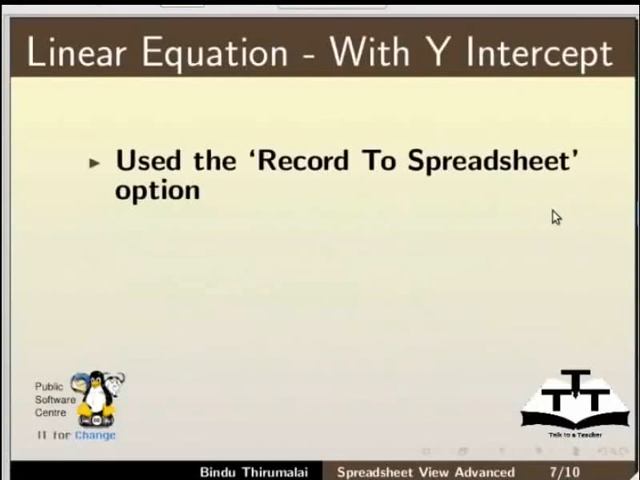 Linear Equation - With Y Intercept
▸ Used the ‘Record To Spreadsheet’
option
Public
Software
Centre
IT for Change
TTT
Talk to a Teacher
Bindu Thirumalai
Spreadsheet View Advanced
7/10